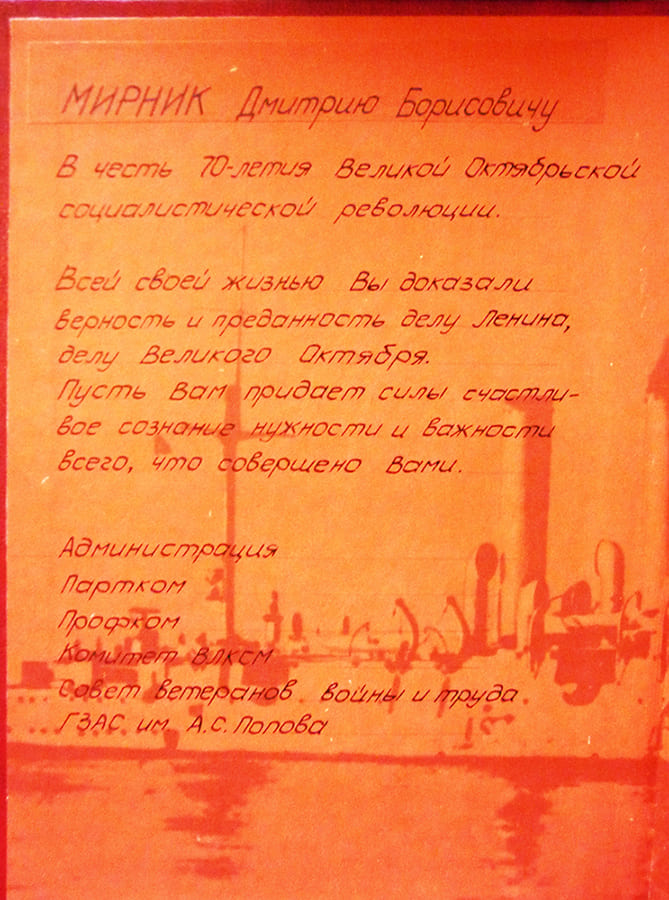 МИРНИК Дмитрию Борисовичу
В честь 70-летия Великой Октябрьской
социалистической революции.
Всей своей жизнью Вы доказали
верность и преданность делу Ленина,
делу Великого Октября.
Пусть Вам придает силы счастли-
вое сознание нужности и важности
всего, что совершено Вами.
Администрация
Партком
Профком
Комитет ВЛКСМ
Совет ветеранов войны и труда
ГЗАС им. А.С. Попова